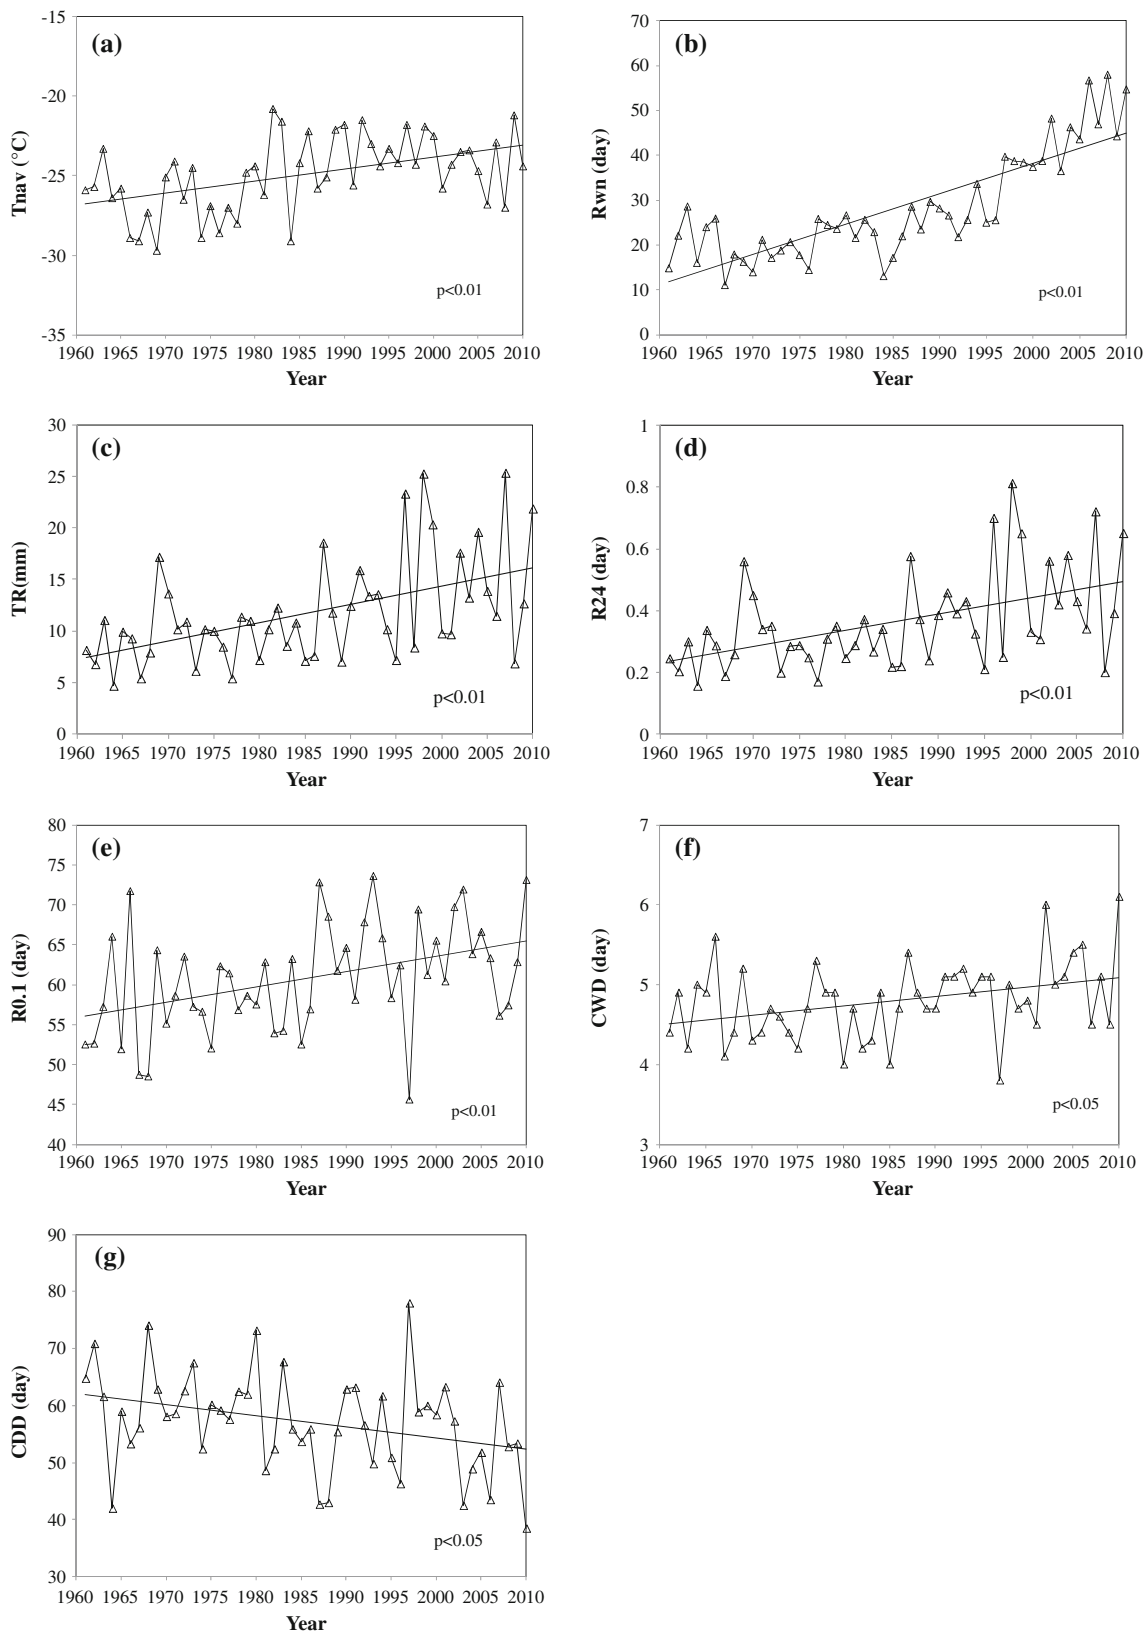 (a)
Tnav (°C)
-15
-20
-25
-30
-35
p<0.01
1960 1965 1970 1975 1980 1985 1990 1995 2000 2005 2010
Year
(b)
Rwn (day)
70
60
50
40
30
20
10
0
p<0.01
1960 1965 1970 1975 1980 1985 1990 1995 2000 2005 2010
Year
(c)
TR(mm)
30
25
20
15
10
5
0
p<0.01
1960 1965 1970 1975 1980 1985 1990 1995 2000 2005 2010
Year
(d)
R24 (day)
1
0.8
0.6
0.4
0.2
0
p<0.01
1960 1965 1970 1975 1980 1985 1990 1995 2000 2005 2010
Year
(e)
R0.1 (day)
80
75
70
65
60
55
50
45
40
p<0.01
1960 1965 1970 1975 1980 1985 1990 1995 2000 2005 2010
Year
(f)
CWD (day)
7
6
5
4
3
p<0.05
1960 1965 1970 1975 1980 1985 1990 1995 2000 2005 2010
Year
(g)
CDD (day)
90
80
70
60
50
40
30
p<0.05
1960 1965 1970 1975 1980 1985 1990 1995 2000 2005 2010
Year